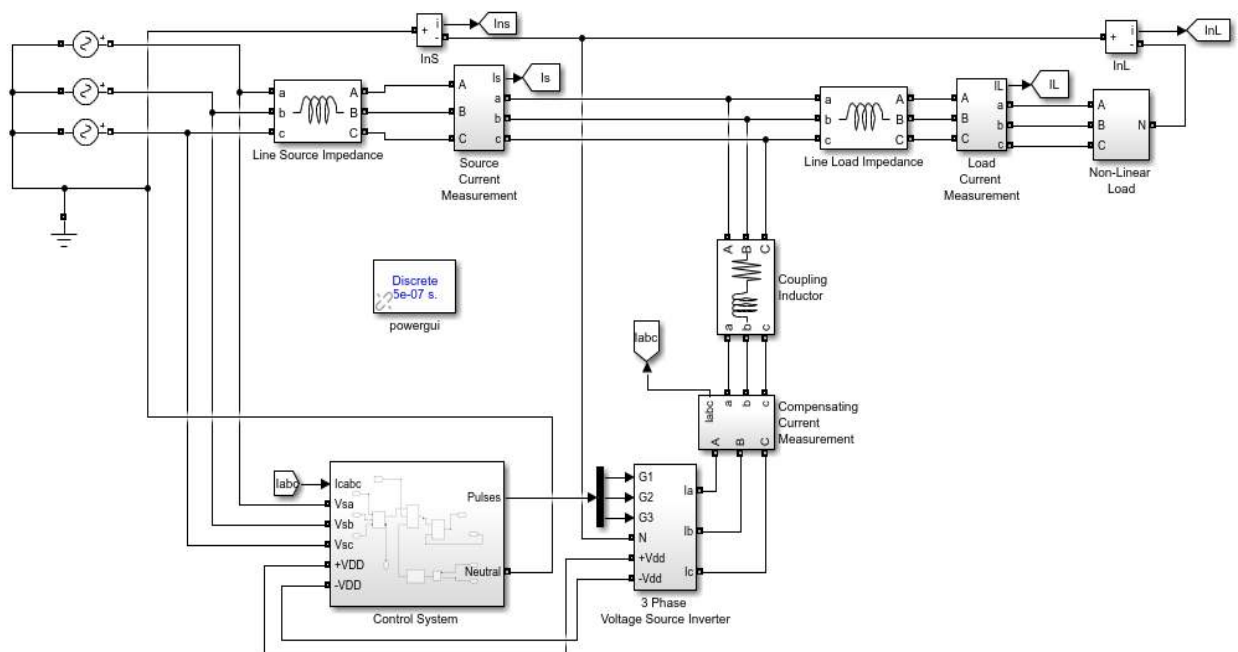 i
-
+
Ins
InS
i
-
+
InL
InL
+
+
+
a
b
c
A
B
C
Line Source Impedance
A
B
C
Is
a
b
c
Is
Source
Current
Measurement
a
b
c
A
B
C
Line Load Impedance
A
B
C
IL
a
b
c
IL
Load
Current
Measurement
A
B
C
N
Non-Linear
Load
Discrete
5e-07 s.
powergui
A
B
C
a
b
c
Coupling
Inductor
Iabc
Iabc
a
b
c
A
B
C
Compensating
Current
Measurement
Iabc
Icabc
Vsa
Vsb
Vsc
+VDD
-VDD
Pulses
Neutral
Control System
G1
G2
G3
N
+Vdd
-Vdd
Ia
Ib
Ic
3 Phase
Voltage Source Inverter